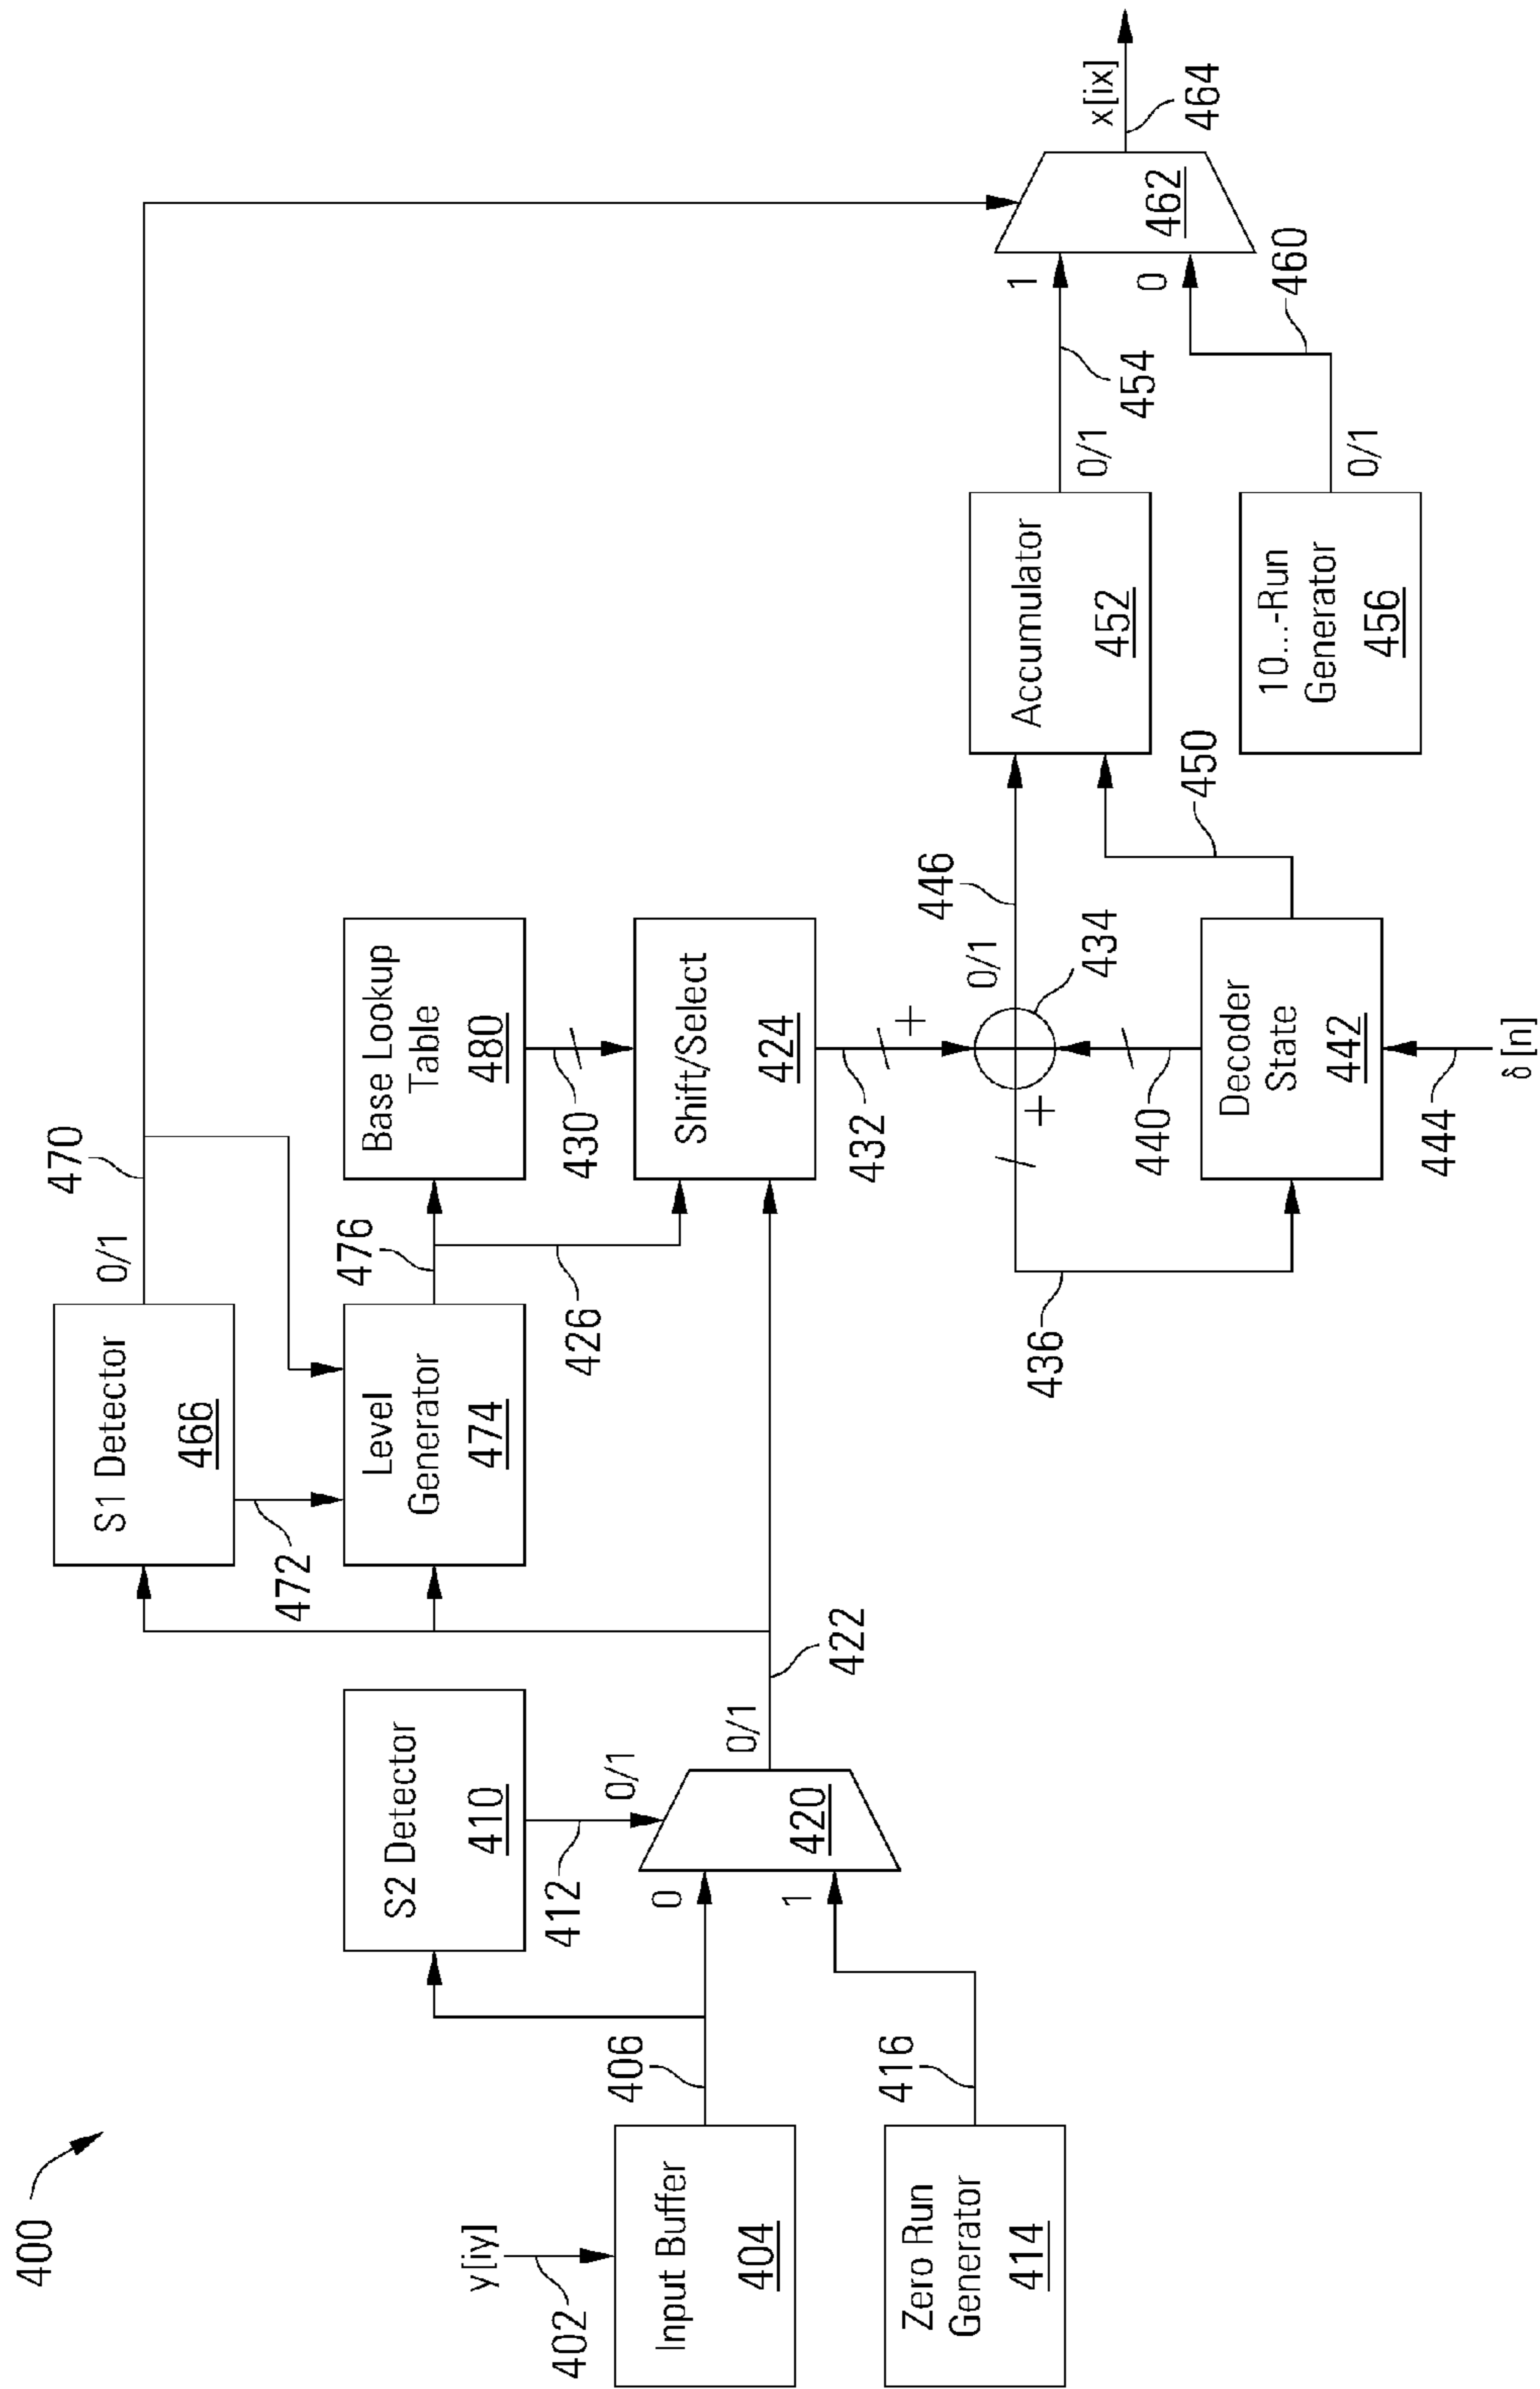 400
y[iy]
402
Input Buffer
404
406
Zero Run
Generator
414
416
S2 Detector
410
412
0/1
0
1
420
0/1
422
S1 Detector
466
0/1
470
472
Level
Generator
474
476
426
Base Lookup
Table
480
430
Shift/Select
424
432
+
+
434
436
440
Decoder
State
442
444
δ [n]
0/1
446
450
Accumulator
452
0/1
454
10...-Run
Generator
456
0/1
460
1
0
462
x[ix]
464